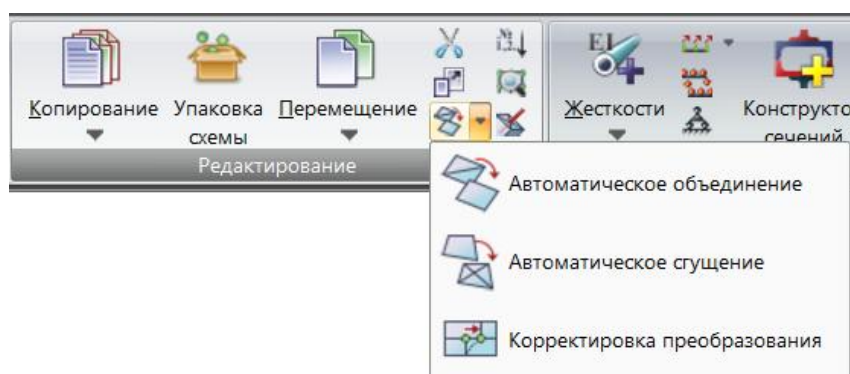 Копирование Упаковка Перемещение Жесткости Конструкто
схемы сечений
Редактирование
Автоматическое объединение
Автоматическое сгущение
Корректировка преобразования